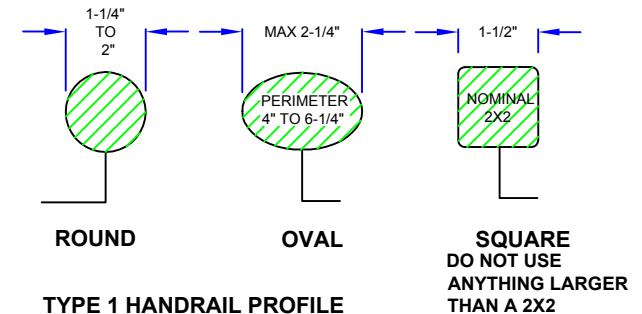 1-1/4"
TO
2"
MAX 2-1/4"
1-1/2"
PERIMETER
4" TO 6-1/4"
NOMINAL
2X2
ROUND
OVAL
SQUARE
DO NOT USE
ANYTHING LARGER
THAN A 2X2
TYPE 1 HANDRAIL PROFILE